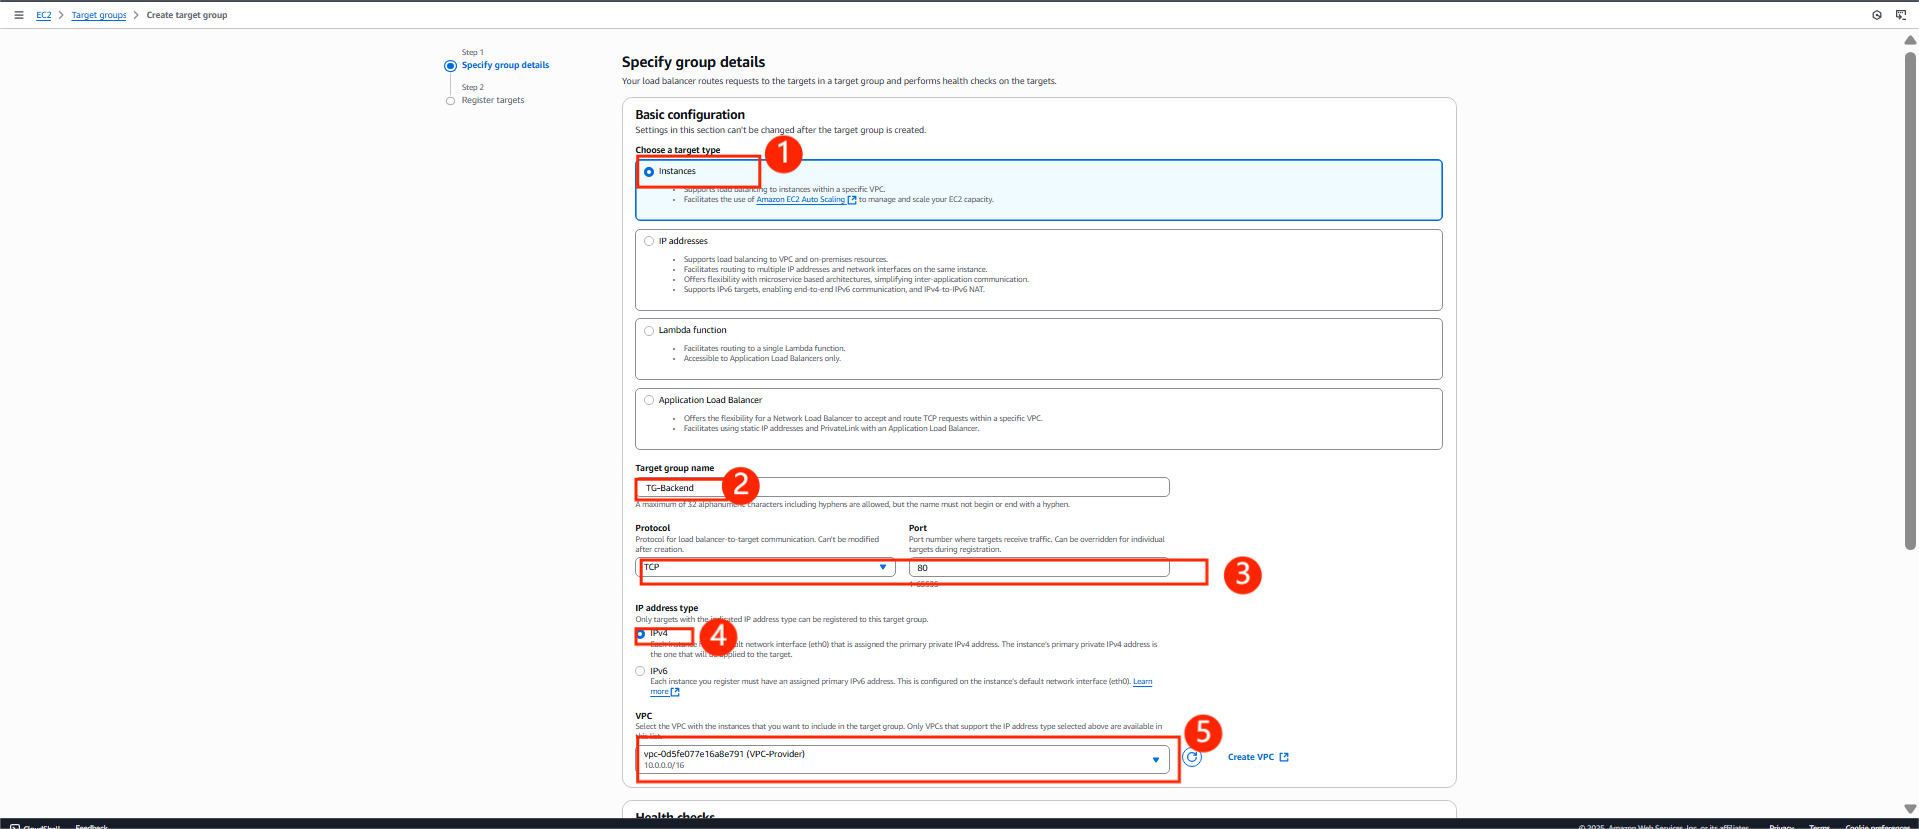 EC2 > Target groups > Create target group
Step 1
Specify group details
Step 2
Register targets
Specify group details
Your load balancer routes requests to the targets in a target group and performs health checks on the targets.
Basic configuration
Settings in this section can't be changed after the target group is created.
Choose a target type
1
Instances
• Supports load balancing to instances within a specific VPC.
• Facilitates the use of Amazon EC2 Auto Scaling to manage and scale your EC2 capacity.
IP addresses
• Supports load balancing to VPC and on-premises resources.
• Facilitates routing to multiple IP addresses and network interfaces on the same instance.
• Offers flexibility with microservice based architectures, simplifying inter-application communication.
• Supports IPv6 targets, enabling end-to-end IPv6 communication, and IPv4-to-IPv6 NAT.
Lambda function
• Facilitates routing to a single Lambda function.
• Accessible to Application Load Balancers only.
Application Load Balancer
• Offers the flexibility for a Network Load Balancer to accept and route TCP requests within a specific VPC.
• Facilitates using static IP addresses and PrivateLink with an Application Load Balancer.
Target group name
TG-Backend
2
A maximum of 32 alphanumeric characters including hyphens are allowed, but the name must not begin or end with a hyphen.
Protocol
Protocol for load balancer-to-target communication. Can't be modified
after creation.
TCP
Port
Port number where targets receive traffic. Can be overridden for individual
targets during registration.
80
3
1-65535
IP address type
Only targets with the indicated IP address type can be registered to this target group.
IPv4
4
Each instance default network interface (eth0) that is assigned the primary private IPv4 address. The instance's primary private IPv4 address is
the one that will be applied to the target.
IPv6
Each instance you register must have an assigned primary IPv6 address. This is configured on the instance's default network interface (eth0). Learn
more
VPC
Select the VPC with the instances that you want to include in the target group. Only VPCs that support the IP address type selected above are available in
this list.
5
vpc-0d5fe077e16a8e791 (VPC-Provider)
10.0.0.0/16
Create VPC
Health checks
CloudShell Feedback © 2025, Amazon Web Services, Inc. or its affiliates. Privacy Terms Cookie preferences